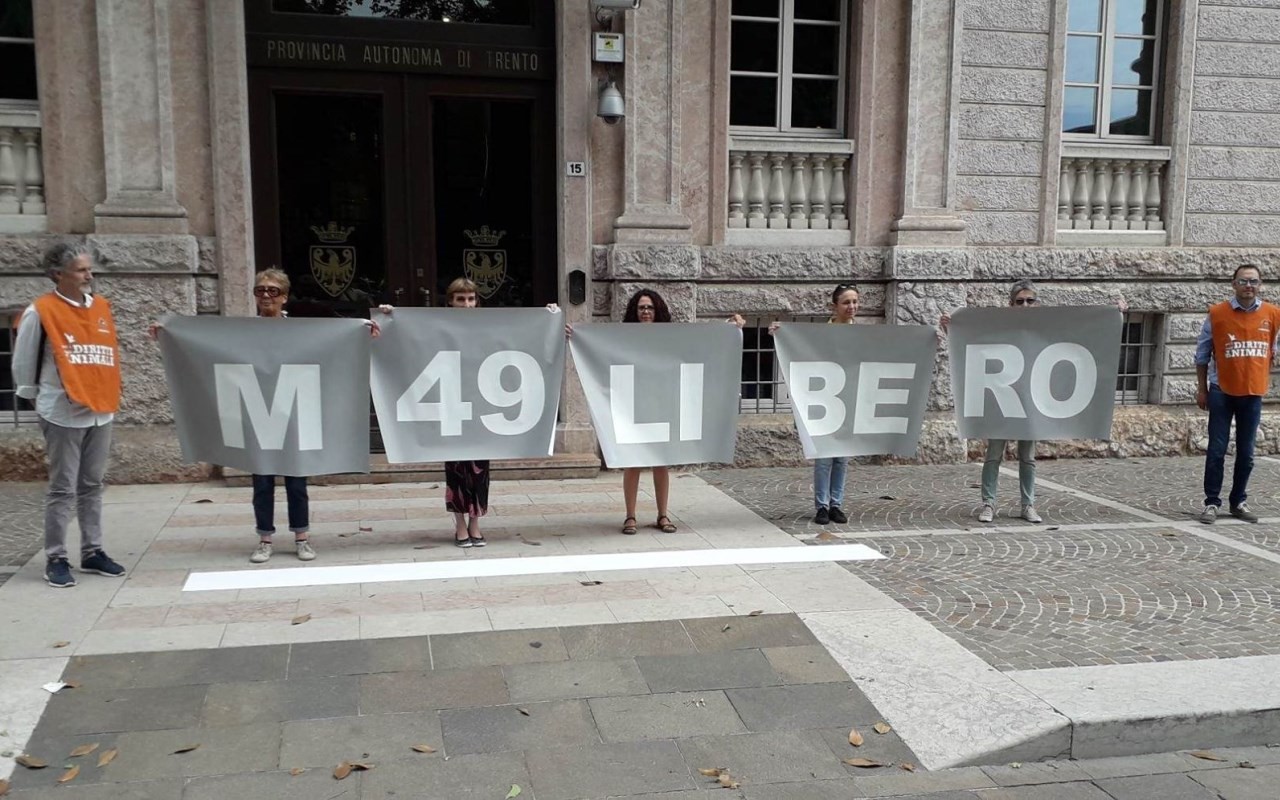 PROVINCIA AUTONOMA DI TRENTO
15
M 49 LI BE RO
DIRITTI
ANIMALI
DIRITTI
ANIMALI